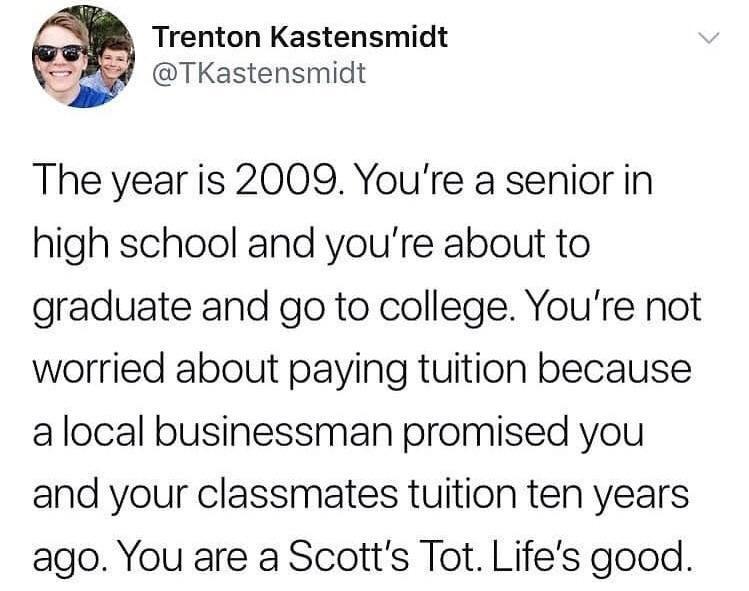 Trenton Kastensmidt
@TKastensmidt
The year is 2009. You're a senior in
high school and you're about to
graduate and go to college. You're not
worried about paying tuition because
a local businessman promised you
and your classmates tuition ten years
ago. You are a Scott's Tot. Life's good.